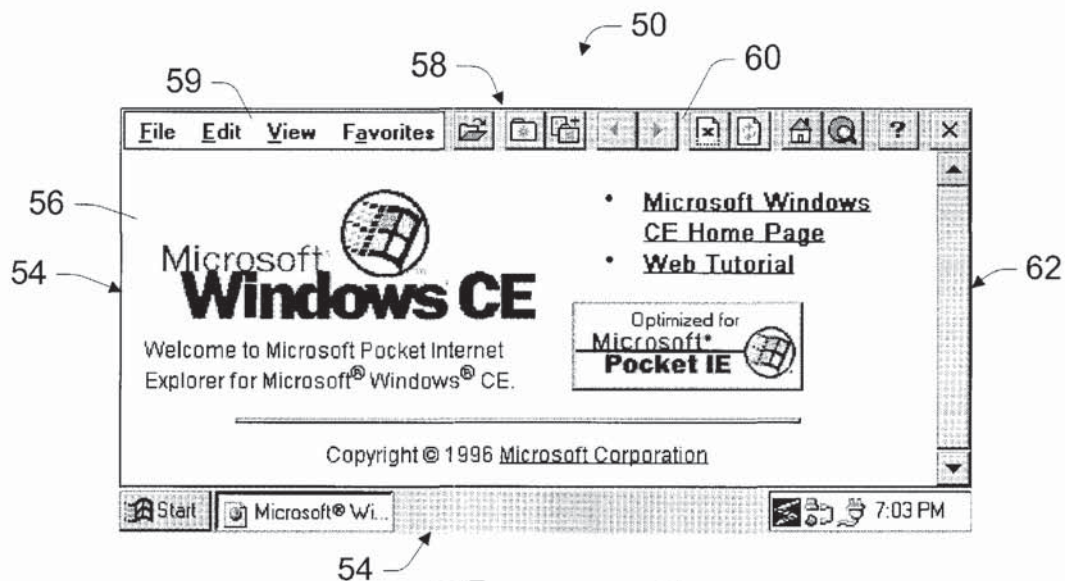 50
58
60
59
File Edit View Favorites ?
56
Microsoft
Windows CE
• Microsoft Windows
CE Home Page
• Web Tutorial
54
62
Optimized for
Microsoft
Pocket IE
Welcome to Microsoft Pocket Internet
Explorer for Microsoft® Windows® CE.
Copyright © 1996 Microsoft Corporation
Start Microsoft® Wi... 7:03 PM
54